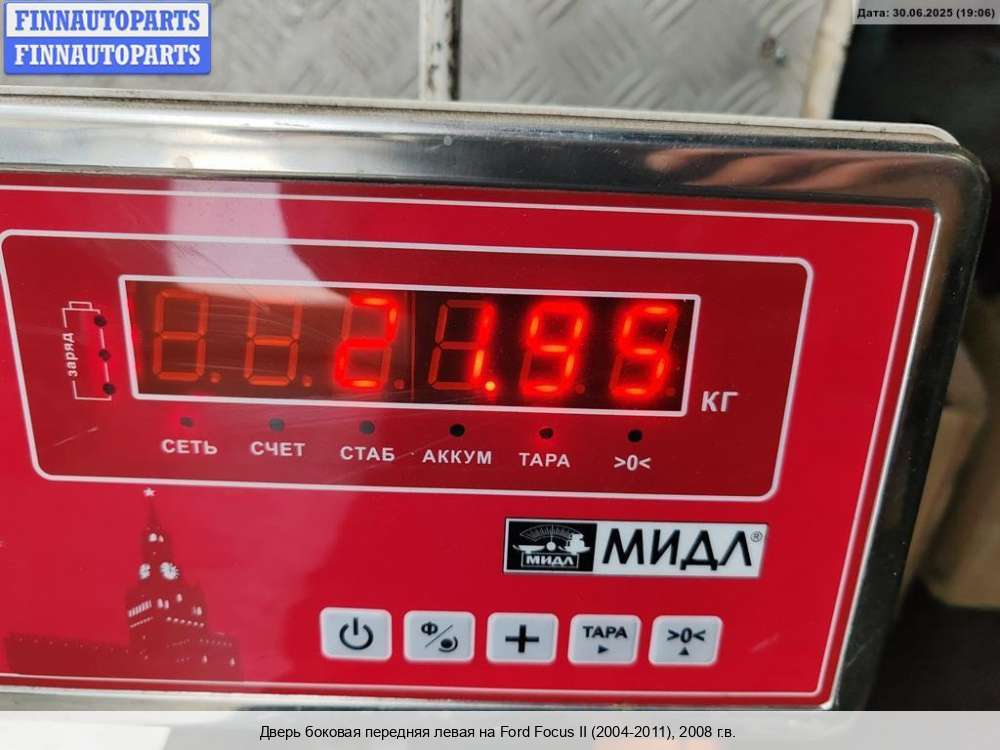 FINNAUTOPARTS
FINNAUTOPARTS
Дата: 30.06.2025 (19:06)
заряд
21.95
КГ
СЕТЬ СЧЕТ СТАБ АККУМ ТАРА >0<
МИДЛ
МИДЛ®
Ф ТАРА >0<
Дверь боковая передняя левая на Ford Focus II (2004-2011), 2008 г.в.